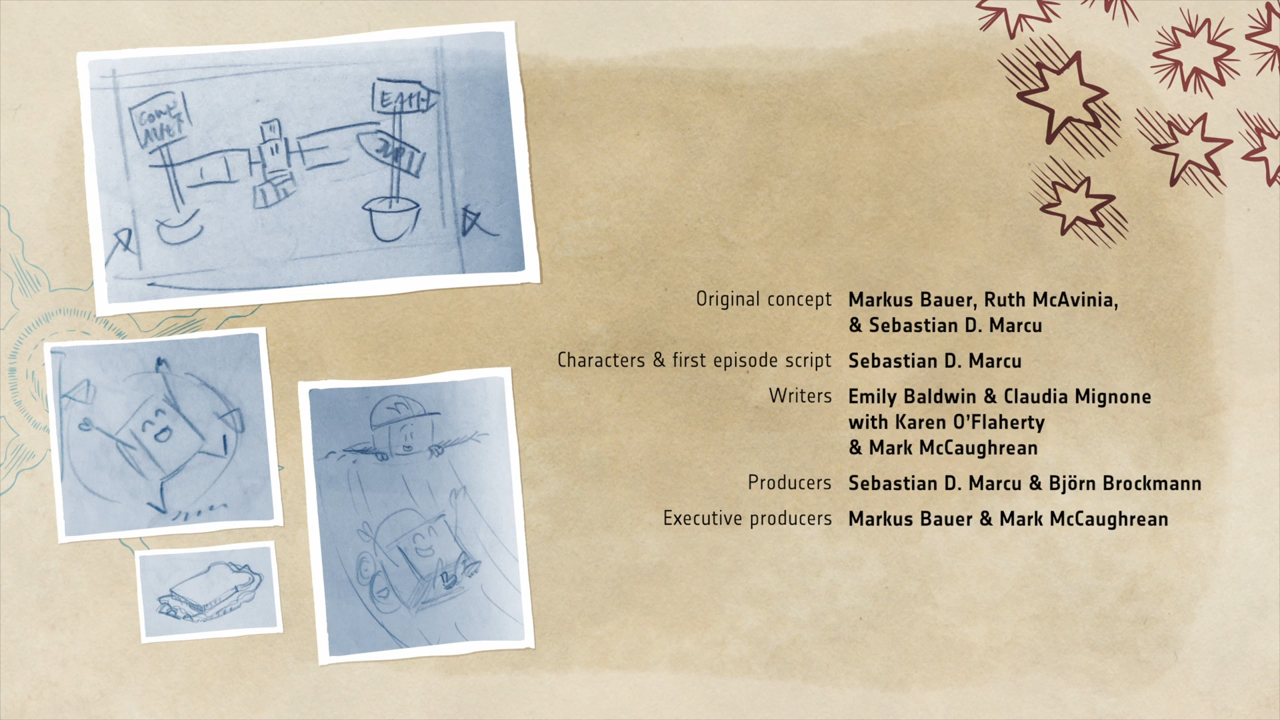 EATH
Original concept Markus Bauer, Ruth McAvinia,
& Sebastian D. Marcu
Characters & first episode script Sebastian D. Marcu
Writers Emily Baldwin & Claudia Mignone
with Karen O'Flaherty
& Mark McCaughrean
Producers Sebastian D. Marcu & Björn Brockmann
Executive producers Markus Bauer & Mark McCaughrean